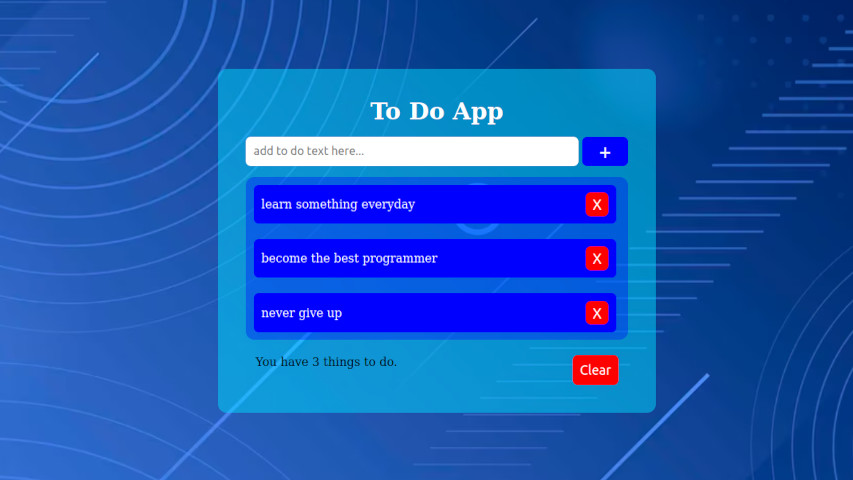 To Do App
add to do text here...
+
learn something everyday
X
become the best programmer
X
never give up
X
You have 3 things to do.
Clear